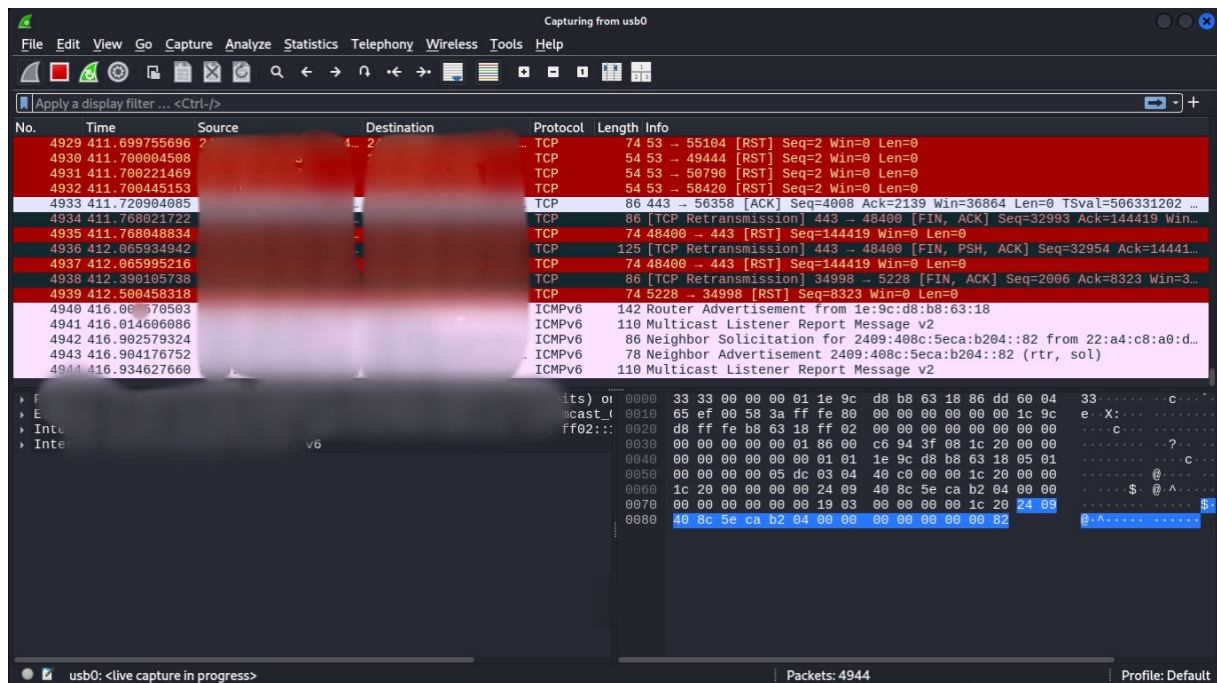 Capturing from usb0
File Edit View Go Capture Analyze Statistics Telephony Wireless Tools Help
Apply a display filter … <Ctrl-/>
No. Time Source Destination Protocol Length Info
4929 411.699755696 2 4… 24 … TCP 74 53 → 55104 [RST] Seq=2 Win=0 Len=0
4930 411.700004508 TCP 54 53 → 49444 [RST] Seq=2 Win=0 Len=0
4931 411.700221469 TCP 54 53 → 50790 [RST] Seq=2 Win=0 Len=0
4932 411.700445153 TCP 54 53 → 58420 [RST] Seq=2 Win=0 Len=0
4933 411.720904085 TCP 86 443 → 56358 [ACK] Seq=4008 Ack=2139 Win=36864 Len=0 TSval=506331202 …
4934 411.768021722 TCP 86 [TCP Retransmission] 443 → 48400 [FIN, ACK] Seq=32993 Ack=144419 Win…
4935 411.768048834 TCP 74 48400 → 443 [RST] Seq=144419 Win=0 Len=0
4936 412.065934942 TCP 125 [TCP Retransmission] 443 → 48400 [FIN, PSH, ACK] Seq=32954 Ack=14441…
4937 412.065995216 TCP 74 48400 → 443 [RST] Seq=144419 Win=0 Len=0
4938 412.390105738 TCP 86 [TCP Retransmission] 34998 → 5228 [FIN, ACK] Seq=2006 Ack=8323 Win=3…
4939 412.500458318 TCP 74 5228 → 34998 [RST] Seq=8323 Win=0 Len=0
4940 ICMPv6 142 Router Advertisement from 1e:9c:d8:b8:63:18
4941 416.014606086 ICMPv6 110 Multicast Listener Report Message v2
4942 416.902579324 ICMPv6 86 Neighbor Solicitation for 2409:408c:5eca:b204::82 from 22:a4:c8:a0:d…
4943 416.904176752 ICMPv6 78 Neighbor Advertisement 2409:408c:5eca:b204::82 (rtr, sol)
4944 416.934627660 ICMPv6 110 Multicast Listener Report Message v2
its) or
mcast_(
Inte ff02::
Inte v6
0000 33 33 00 00 00 01 1e 9c d8 b8 63 18 86 dd 60 04 33······ ··c···`·
0010 65 ef 00 58 3a ff fe 80 00 00 00 00 00 00 1c 9c e··X:··· ········
0020 d8 ff fe b8 63 18 ff 02 00 00 00 00 00 00 00 00 ····c··· ········
0030 00 00 00 00 00 01 86 00 c6 94 3f 08 1c 20 00 00 ········ ··?·· ··
0040 00 00 00 00 00 00 01 01 1e 9c d8 b8 63 18 05 01 ········ ····c···
0050 00 00 00 00 05 dc 03 04 40 c0 00 00 1c 20 00 00 ········ @···· ··
0060 1c 20 00 00 00 00 24 09 40 8c 5e ca b2 04 00 00 · ····$· @·^·····
0070 00 00 00 00 00 00 19 03 00 00 00 00 1c 20 24 09 ········ ····· $·
0080 40 8c 5e ca b2 04 00 00 00 00 00 00 00 82 @·^····· ······
usb0: <live capture in progress> Packets: 4944 Profile: Default